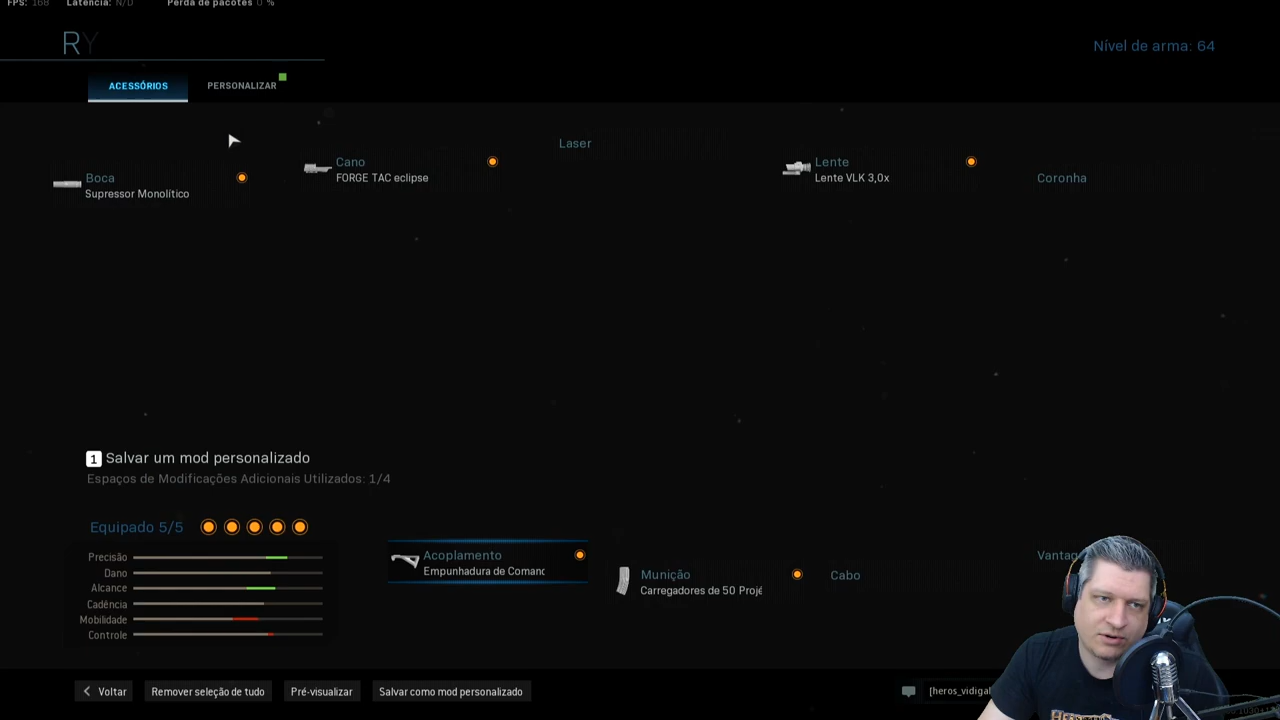 FPS: 168 Latência: N/D Perda de pacotes 0 %
RY
Nível de arma: 64
ACESSÓRIOS
PERSONALIZAR
Laser
Cano
FORGE TAC eclipse
Lente
Lente VLK 3,0x
Boca
Supressor Monolítico
Coronha
1 Salvar um mod personalizado
Espaços de Modificações Adicionais Utilizados: 1/4
Equipado 5/5
Precisão
Dano
Alcance
Cadência
Mobilidade
Controle
Acoplamento
Empunhadura de Comanc
Munição
Carregadores de 50 Projé
Cabo
Vantag
Voltar
Remover seleção de tudo
Pré-visualizar
Salvar como mod personalizado
[heros_vidigal